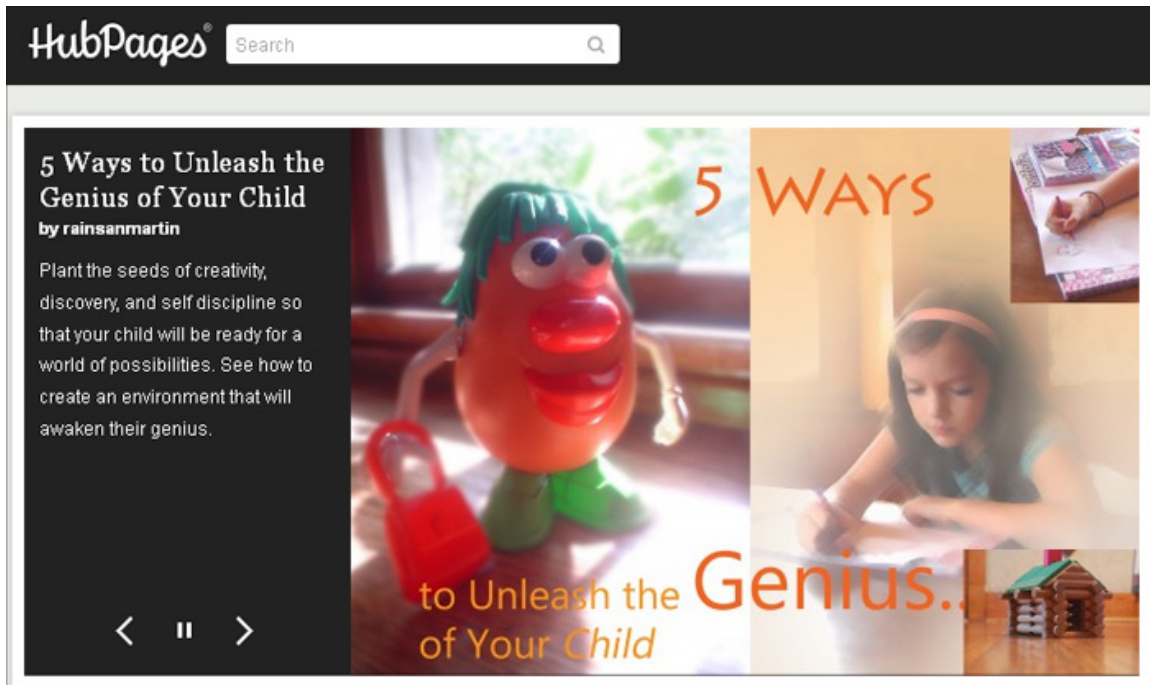 HubPages®
Search
5 Ways to Unleash the
Genius of Your Child
by rainsanmartin
Plant the seeds of creativity,
discovery, and self discipline so
that your child will be ready for a
world of possibilities. See how to
create an environment that will
awaken their genius.
5 WAYS
to Unleash the Genius..
of Your Child